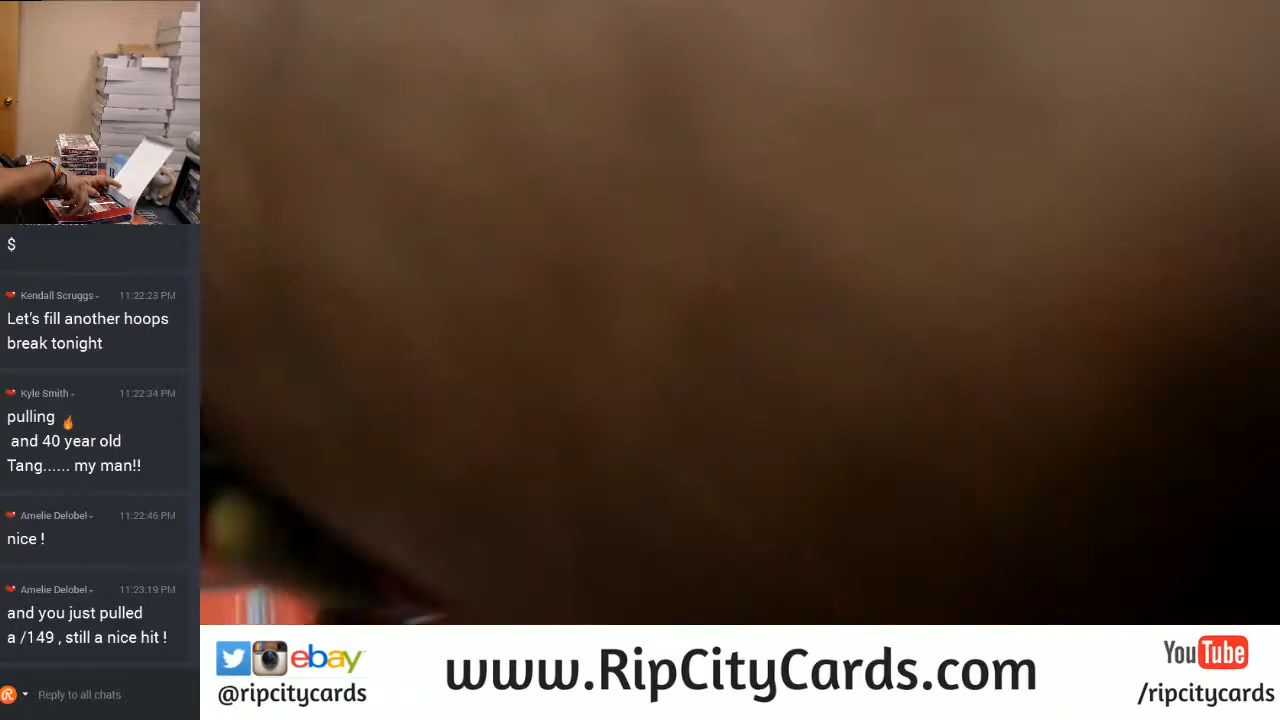 $
Kendall Scruggs 11:22:23 PM
Let's fill another hoops
break tonight
Kyle Smith 11:22:34 PM
pulling
and 40 year old
Tang...... my man!!
Amelie Delobel 11:22:46 PM
nice !
Amelie Delobel 11:23:19 PM
and you just pulled
a /149 , still a nice hit !
Reply to all chats
ebay
@ripcitycards
www.RipCityCards.com
YouTube
/ripcitycards